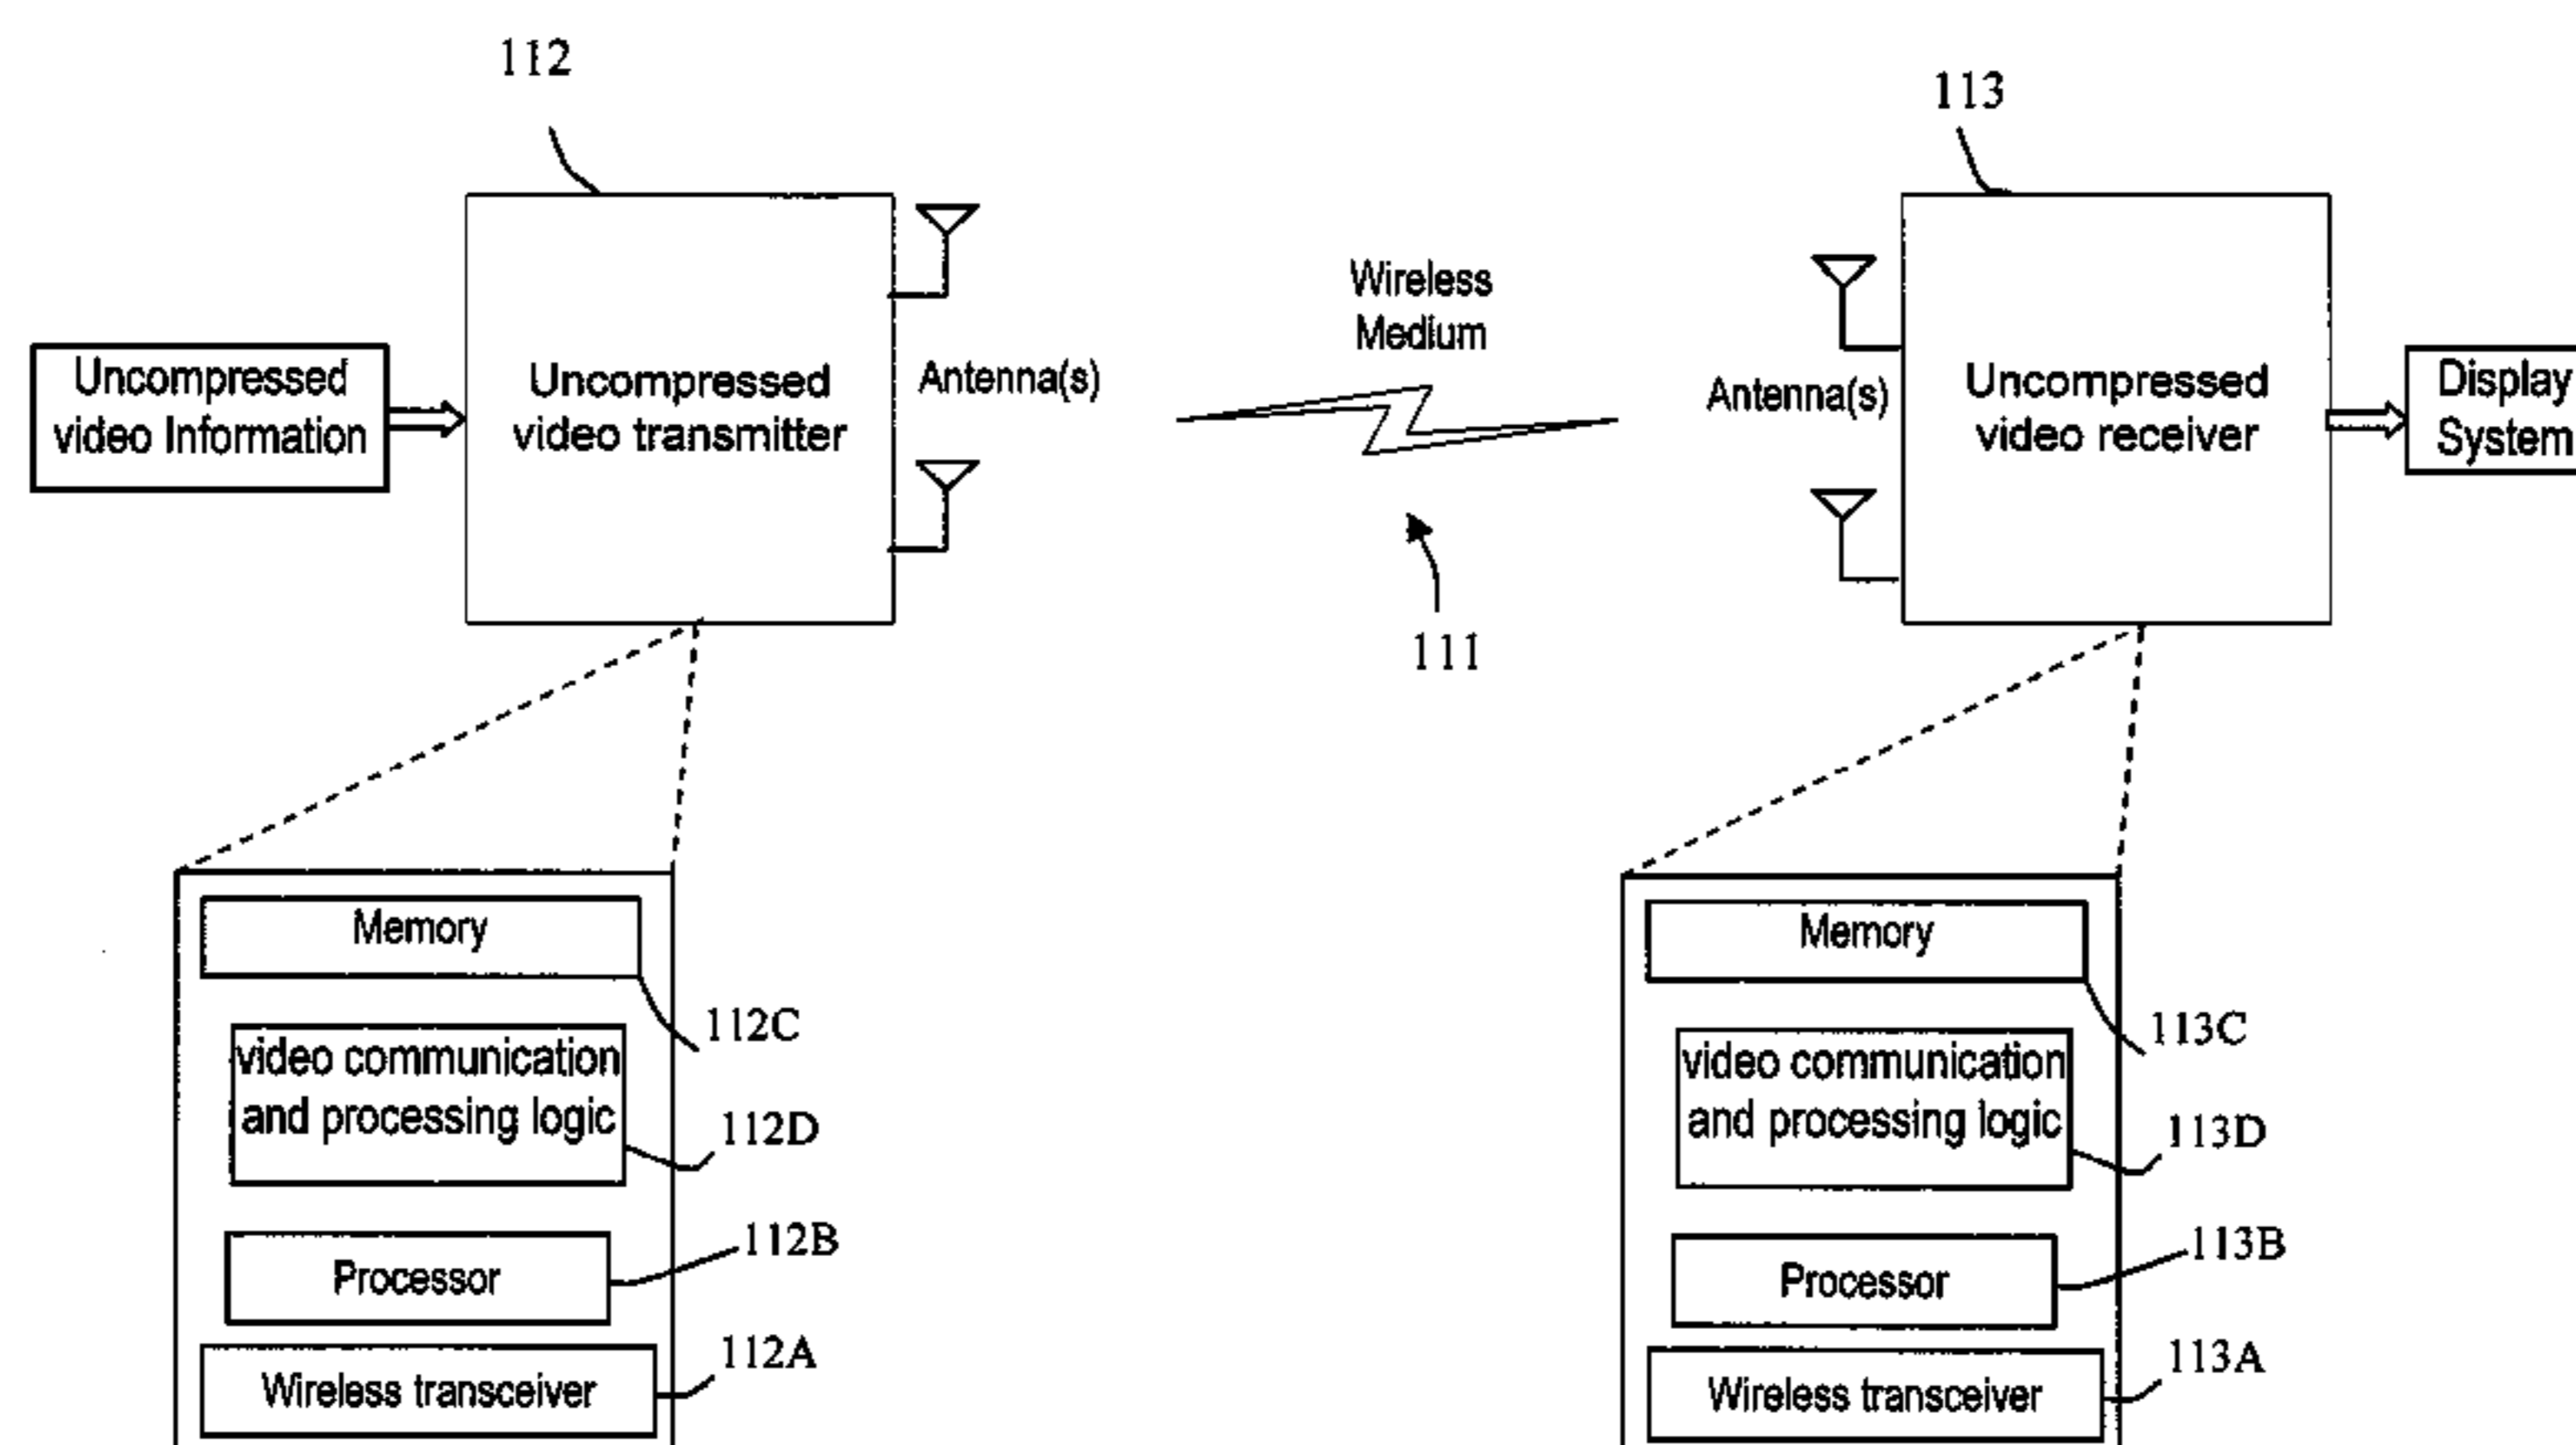 112
113
Wireless
Medium
Uncompressed
video Information
Uncompressed
video transmitter
Antenna(s)
Antenna(s)
Uncompressed
video receiver
Display
System
111
Memory
112C
video communication
and processing logic
112D
Processor
112B
Wireless transceiver
112A
Memory
113C
video communication
and processing logic
113D
Processor
113B
Wireless transceiver
113A